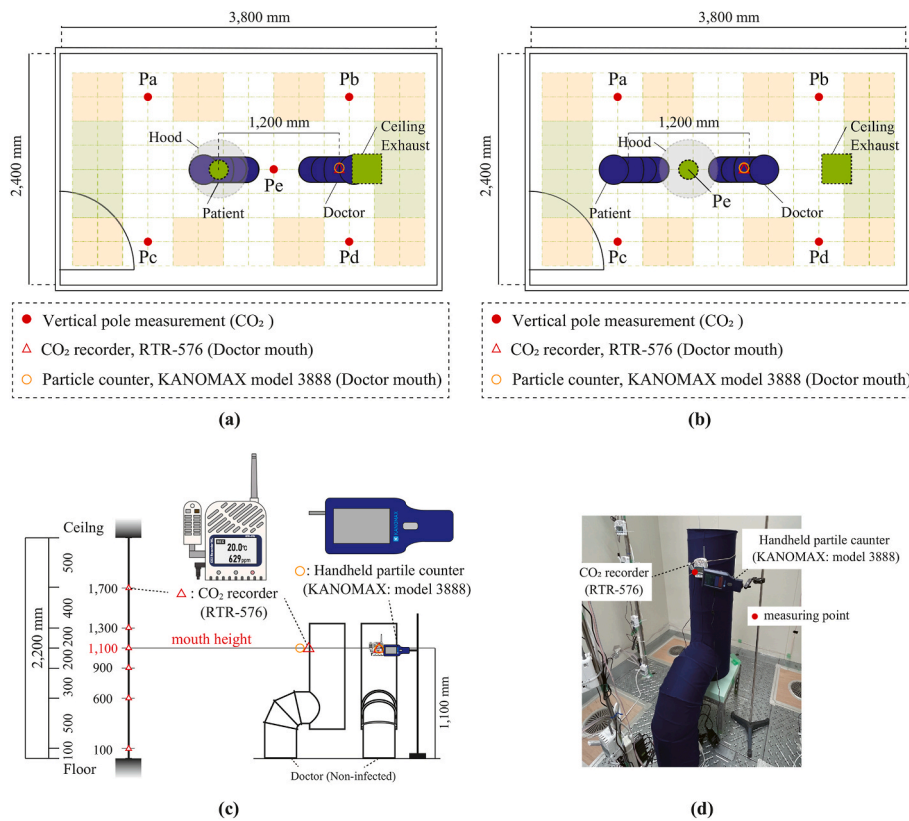 3,800 mm
2,400 mm
Pa
Pb
Hood
1,200 mm
Ceiling
Exhaust
Pe
Patient
Doctor
Pc
Pd
Vertical pole measurement (CO₂ )
CO₂ recorder, RTR-576 (Doctor mouth)
Particle counter, KANOMAX model 3888 (Doctor mouth)
(a)
3,800 mm
2,400 mm
Pa
Pb
Hood
1,200 mm
Ceiling
Exhaust
Pe
Patient
Doctor
Pc
Pd
Vertical pole measurement (CO₂ )
CO₂ recorder, RTR-576 (Doctor mouth)
Particle counter, KANOMAX model 3888 (Doctor mouth)
(b)
Ceilng
2,200 mm
500
400
200
200
300
500
100
1,700
1,300
1,100
900
600
100
Floor
20.0℃
629ppm
KANOMAX
: CO₂ recorder
(RTR-576)
: Handheld partile counter
(KANOMAX: model 3888)
mouth height
1,100 mm
Doctor (Non-infected)
(c)
CO₂ recorder
(RTR-576)
Handheld partile caunter
(KANOMAX: model 3888)
measuring point
(d)